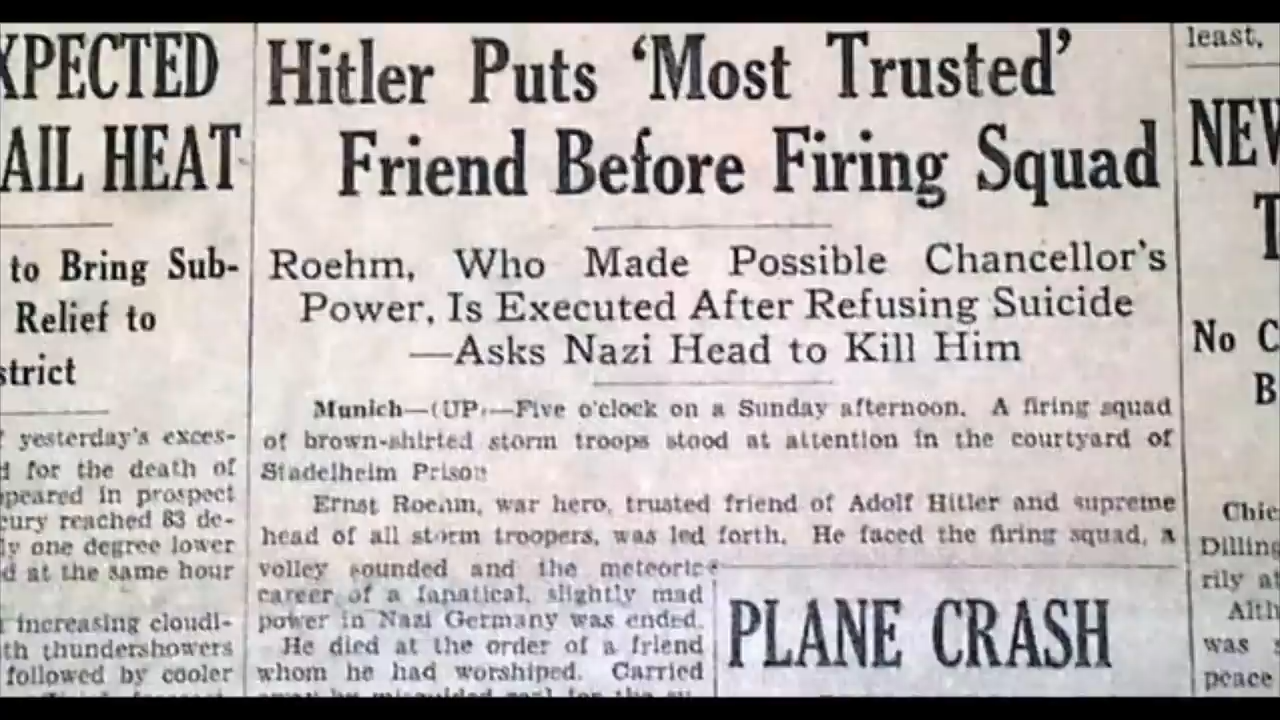 XPECTED
AIL HEAT
to Bring Sub-
Relief to
strict
yesterday's exces-
d for the death of
ppeared in prospect
cury reached 83 de-
ly one degree lower
d at the same hour
increasing cloudi-
th thundershowers
followed by cooler
Hitler Puts ‘Most Trusted’
Friend Before Firing Squad
Roehm, Who Made Possible Chancellor's
Power, Is Executed After Refusing Suicide
—Asks Nazi Head to Kill Him
Munich—(UP)—Five o'clock on a Sunday afternoon. A firing squad
of brown-shirted storm troops stood at attention in the courtyard of
Stadelheim Prison
Ernst Roehm, war hero, trusted friend of Adolf Hitler and supreme
head of all storm troopers, was led forth. He faced the firing squad, a
volley sounded and the meteoric
career of a fanatical, slightly mad
power in Nazi Germany was ended.
He died at the order of a friend
whom he had worshiped. Carried
PLANE CRASH
least,
NEW
T
No C
B
Chic
Dilling
rily al
Alth
was s
peace